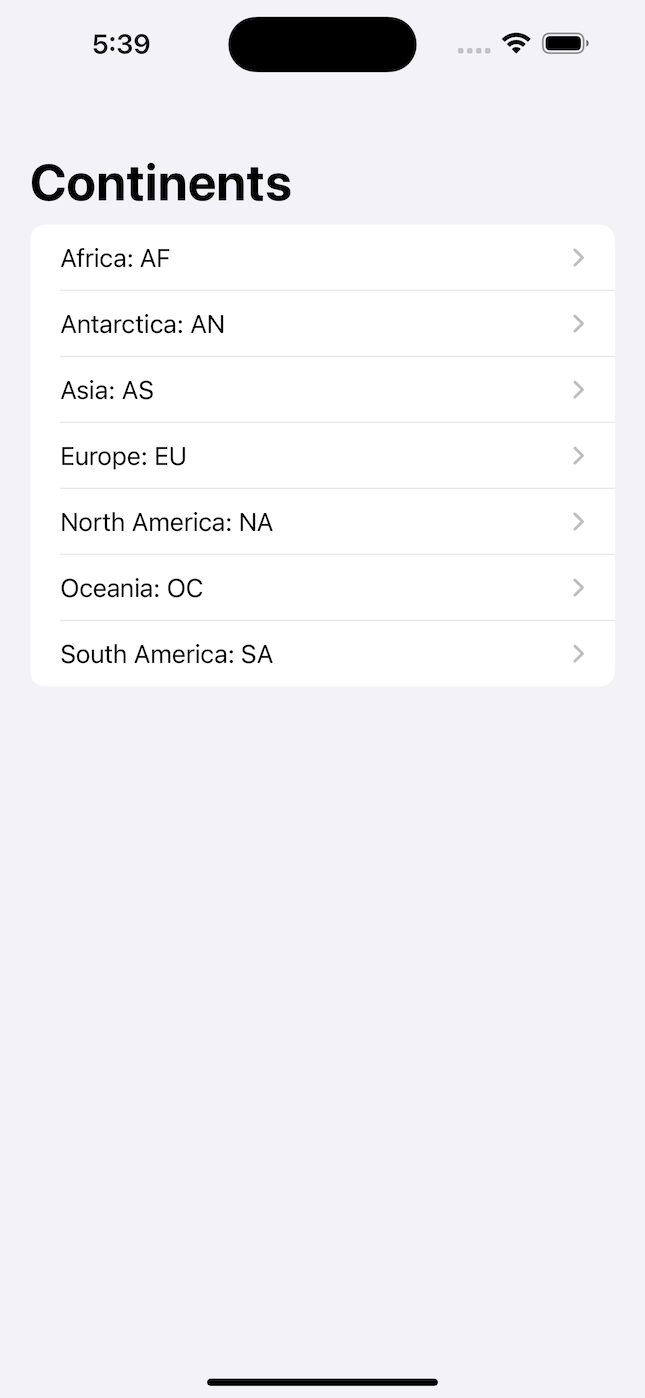 5:39
Continents
Africa: AF
Antarctica: AN
Asia: AS
Europe: EU
North America: NA
Oceania: OC
South America: SA